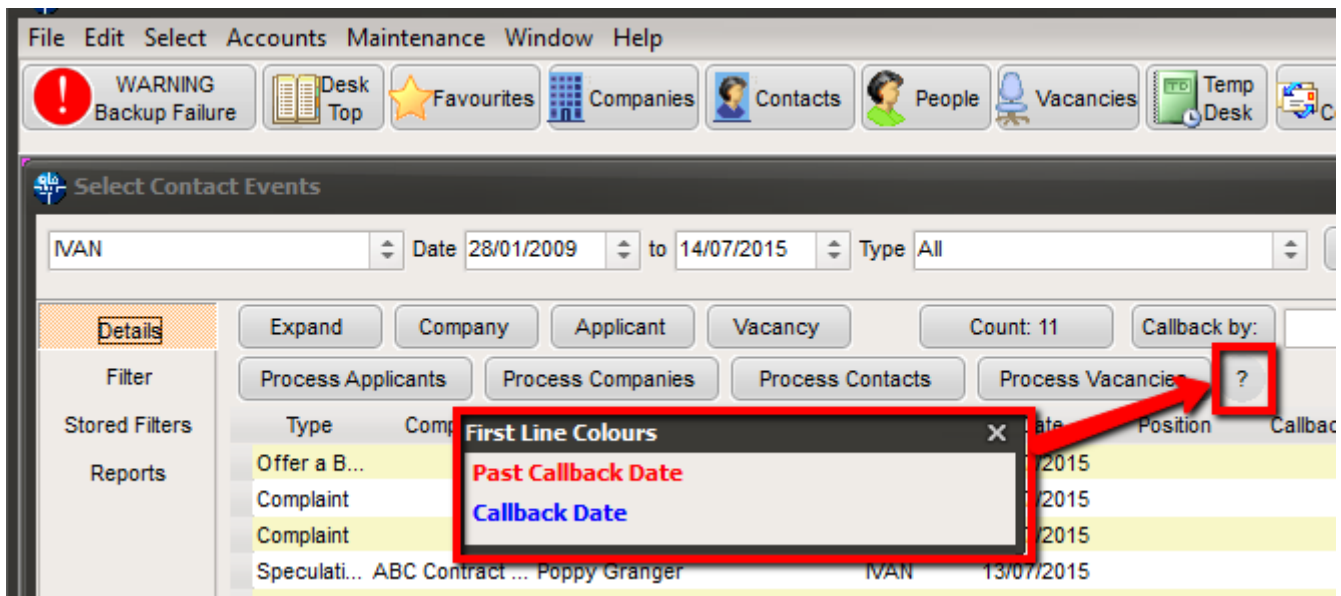 File Edit Select Accounts Maintenance Window Help
WARNING
Backup Failure
Desk
Top
Favourites
Companies
Contacts
People
Vacancies
Temp
Desk
Select Contact Events
IVAN
Date 28/01/2009 to 14/07/2015 Type All
Details
Filter
Stored Filters
Reports
Expand Company Applicant Vacancy Count: 11 Callback by:
Process Applicants Process Companies Process Contacts Process Vacancies ?
Type Position
First Line Colours
Past Callback Date
Callback Date
Offer a B... /2015
Complaint /2015
Complaint /2015
Speculati... ABC Contract ... Poppy Granger IVAN 13/07/2015